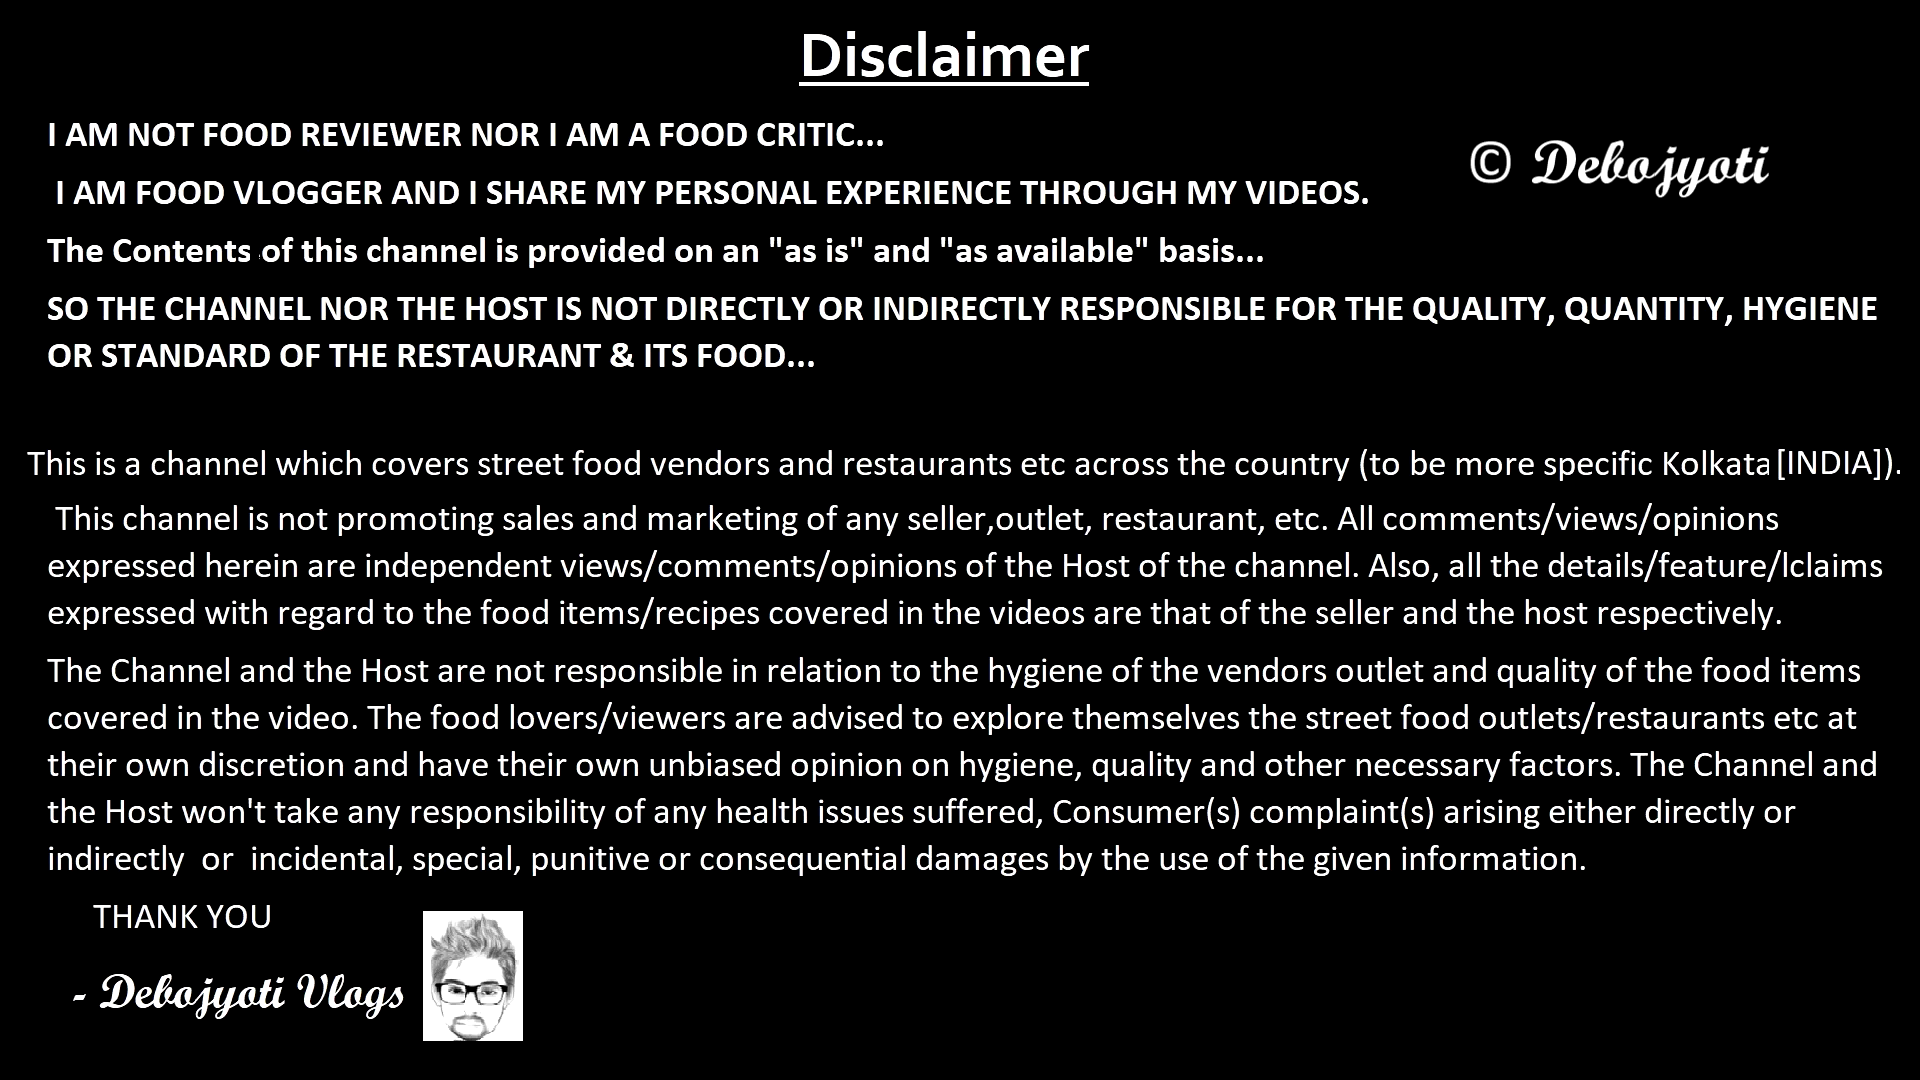 Disclaimer
I AM NOT FOOD REVIEWER NOR I AM A FOOD CRITIC...
© Debojyoti
I AM FOOD VLOGGER AND I SHARE MY PERSONAL EXPERIENCE THROUGH MY VIDEOS.
The Contents of this channel is provided on an "as is" and "as available" basis...
SO THE CHANNEL NOR THE HOST IS NOT DIRECTLY OR INDIRECTLY RESPONSIBLE FOR THE QUALITY, QUANTITY, HYGIENE
OR STANDARD OF THE RESTAURANT & ITS FOOD...
This is a channel which covers street food vendors and restaurants etc across the country (to be more specific Kolkata [INDIA]).
This channel is not promoting sales and marketing of any seller,outlet, restaurant, etc. All comments/views/opinions
expressed herein are independent views/comments/opinions of the Host of the channel. Also, all the details/feature/lclaims
expressed with regard to the food items/recipes covered in the videos are that of the seller and the host respectively.
The Channel and the Host are not responsible in relation to the hygiene of the vendors outlet and quality of the food items
covered in the video. The food lovers/viewers are advised to explore themselves the street food outlets/restaurants etc at
their own discretion and have their own unbiased opinion on hygiene, quality and other necessary factors. The Channel and
the Host won't take any responsibility of any health issues suffered, Consumer(s) complaint(s) arising either directly or
indirectly or incidental, special, punitive or consequential damages by the use of the given information.
THANK YOU
- Debojyoti Vlogs